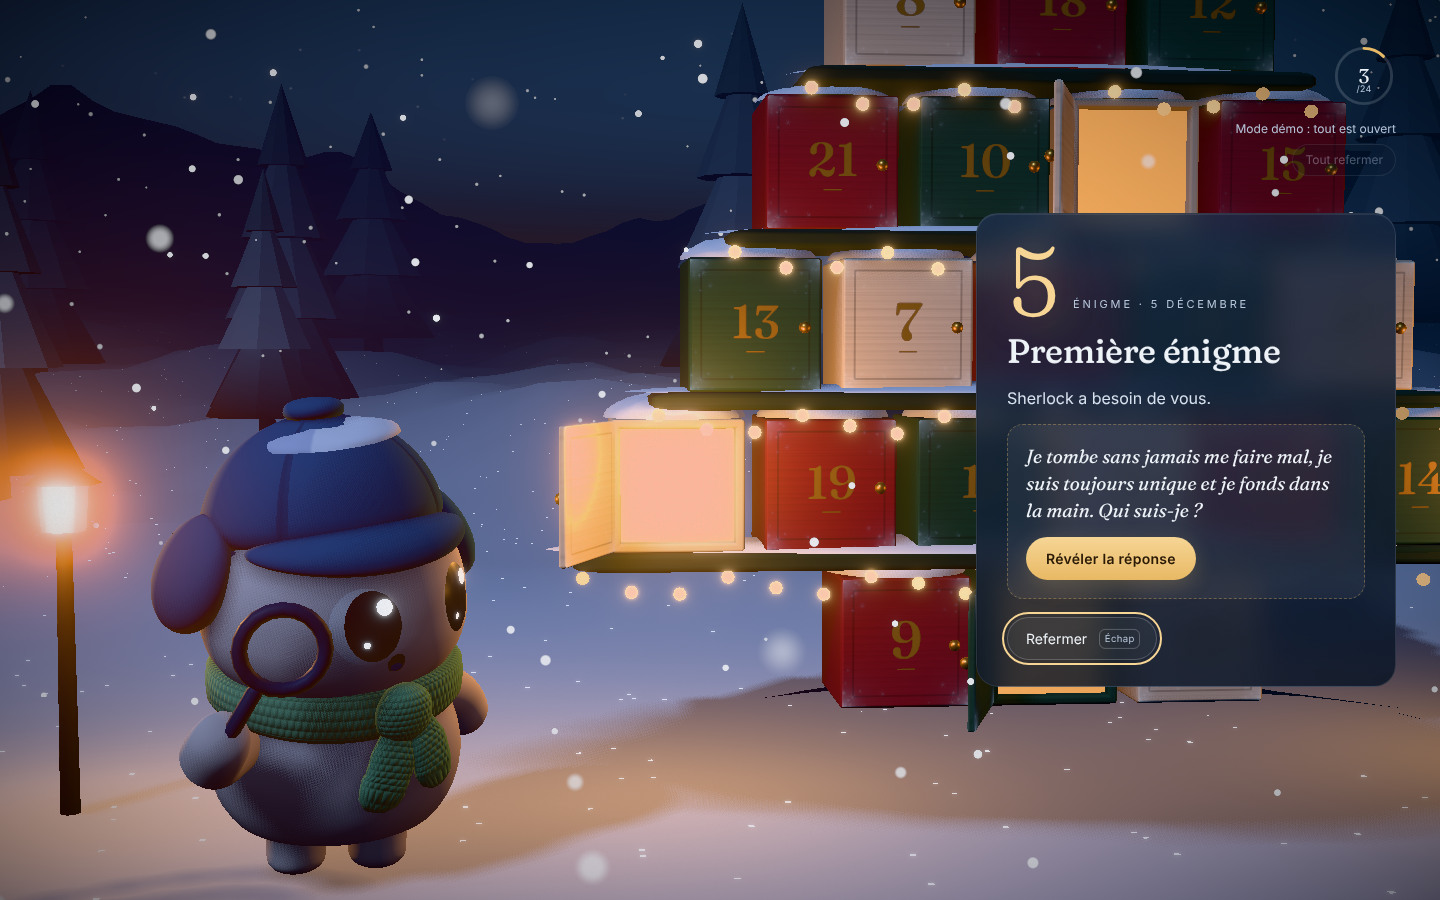 8
18
12
3
/24
Mode démo : tout est ouvert
Tout refermer
21
10
15
13
7
19
1
14
9
5
ÉNIGME · 5 DÉCEMBRE
Première énigme
Sherlock a besoin de vous.
Je tombe sans jamais me faire mal, je
suis toujours unique et je fonds dans
la main. Qui suis-je ?
Révéler la réponse
Refermer Échap